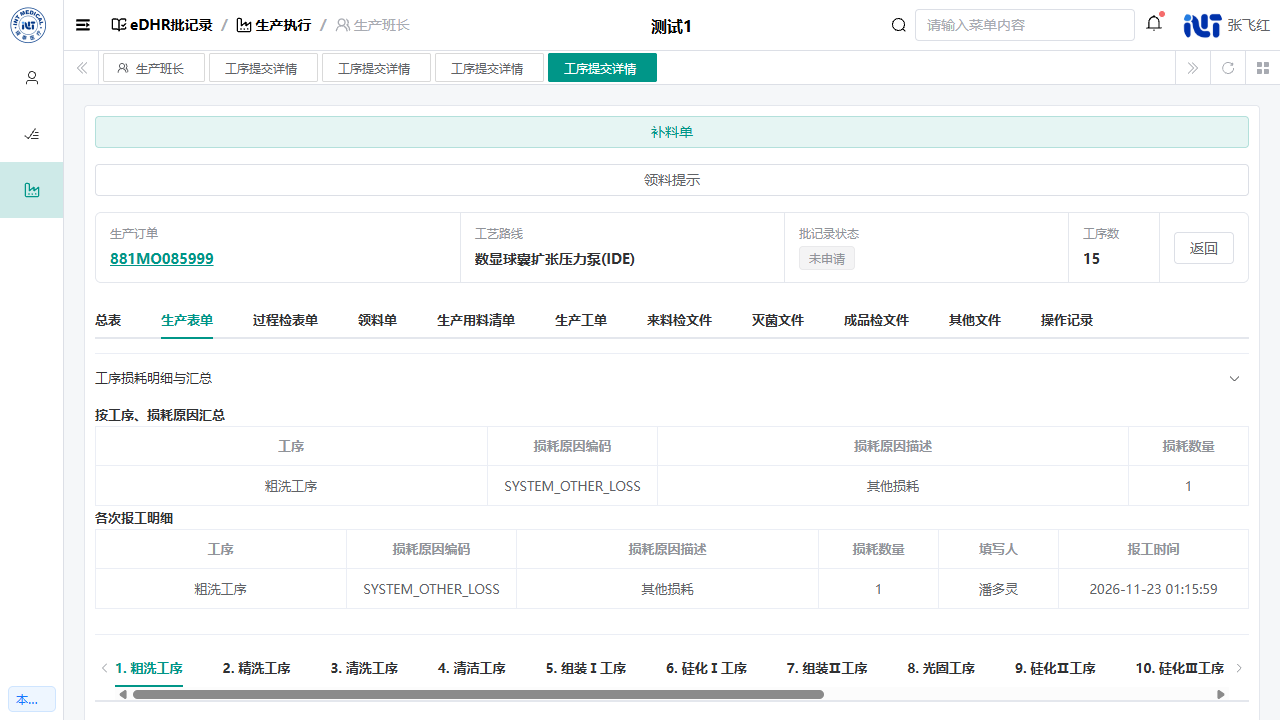 eDHR批记录 / 生产执行 / 生产班长
测试1
请输入菜单内容
张飞红
生产班长
工序提交详情
工序提交详情
工序提交详情
工序提交详情
补料单
领料提示
生产订单
881MO085999
工艺路线
数显球囊扩张压力泵(IDE)
批记录状态
未申请
工序数
15
返回
总表 生产表单 过程检表单 领料单 生产用料清单 生产工单 来料检文件 灭菌文件 成品检文件 其他文件 操作记录
工序损耗明细与汇总
按工序、损耗原因汇总
工序 损耗原因编码 损耗原因描述 损耗数量
粗洗工序 SYSTEM_OTHER_LOSS 其他损耗 1
各次报工明细
工序 损耗原因编码 损耗原因描述 损耗数量 填写人 报工时间
粗洗工序 SYSTEM_OTHER_LOSS 其他损耗 1 潘多灵 2026-11-23 01:15:59
1. 粗洗工序 2. 精洗工序 3. 清洗工序 4. 清洁工序 5. 组装Ⅰ工序 6. 硅化Ⅰ工序 7. 组装Ⅱ工序 8. 光固工序 9. 硅化Ⅱ工序 10. 硅化Ⅲ工序
本...